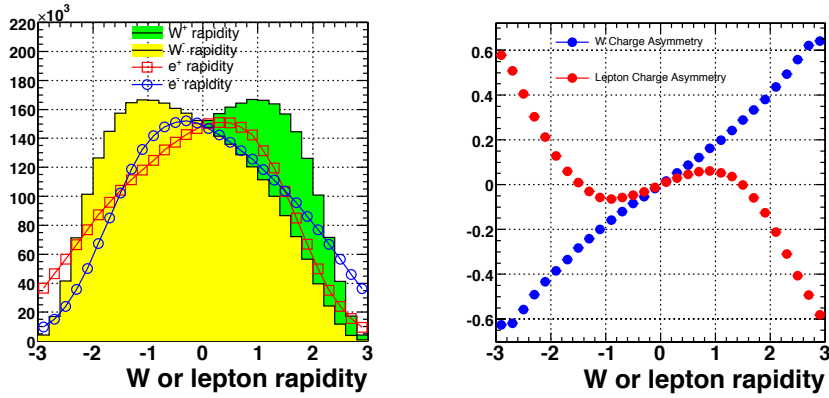 ×10³
220
200
180
160
140
120
100
80
60
40
20
0
W⁺ rapidity
W⁻ rapidity
e⁺ rapidity
e⁻ rapidity
-3 -2 -1 0 1 2 3
W or lepton rapidity
0.6
0.4
0.2
0
-0.2
-0.4
-0.6
W Charge Asymmetry
Lepton Charge Asymmetry
-3 -2 -1 0 1 2 3
W or lepton rapidity